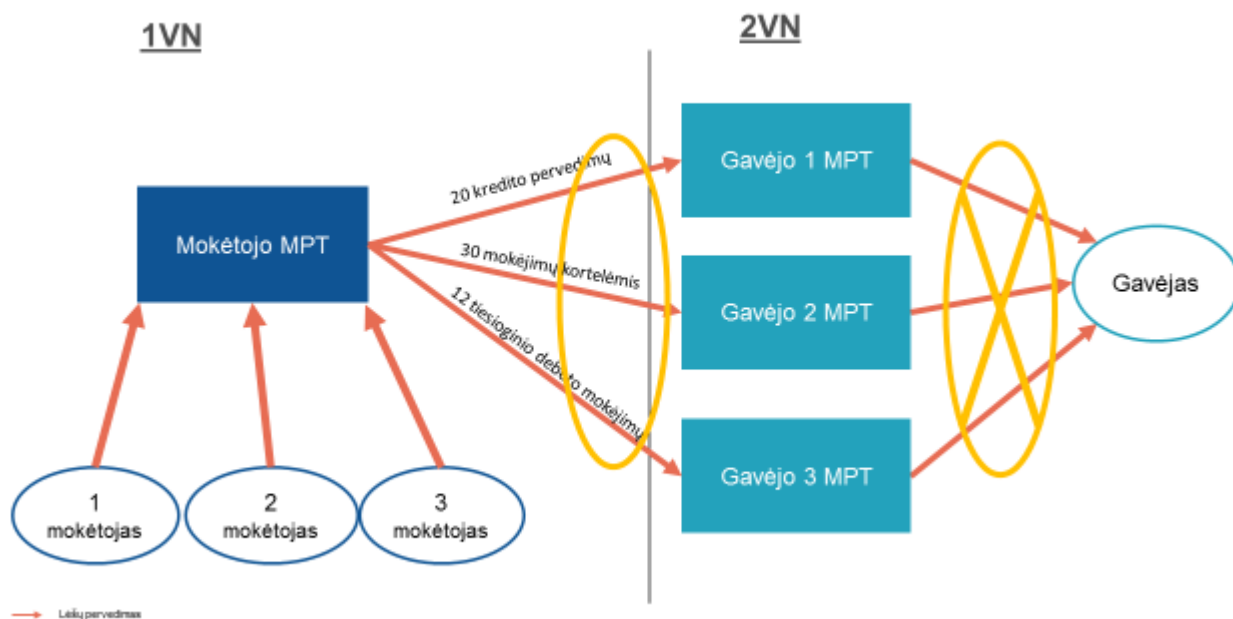 1VN
2VN
Mokėtojo MPT
20 kredito pervedimų
30 mokėjimų kortelėmis
12 tiesioginio debeto mokėjimų
Gavėjo 1 MPT
Gavėjo 2 MPT
Gavėjo 3 MPT
Gavėjas
1
mokėtojas
2
mokėtojas
3
mokėtojas
Lėšų pervedimas